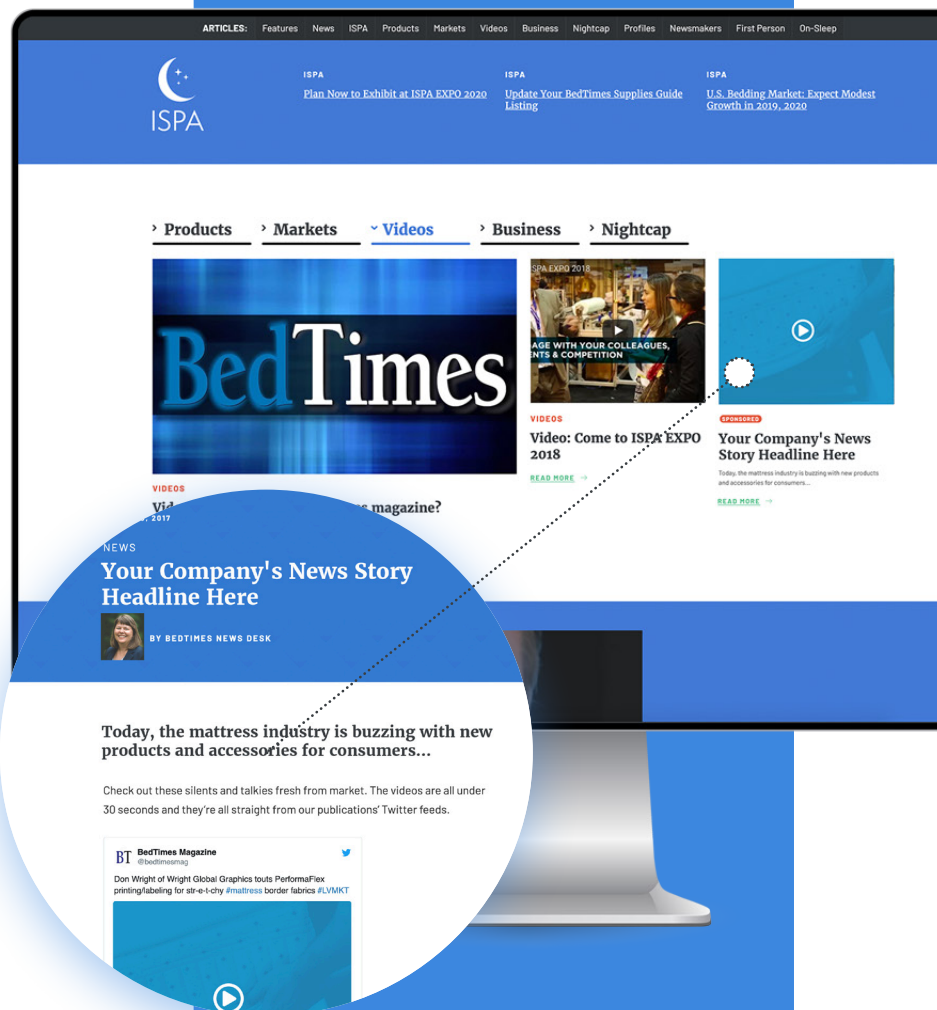 ARTICLES: Features News ISPA Products Markets Videos Business Nightcap Profiles Newsmakers First Person On-Sleep
ISPA
ISPA
Plan Now to Exhibit at ISPA EXPO 2020
ISPA
Update Your BedTimes Supplies Guide
Listing
ISPA
U.S. Bedding Market: Expect Modest
Growth in 2019, 2020
Products Markets Videos Business Nightcap
BedTimes
VIDEOS
magazine?
SPA EXPO 2018
AGE WITH YOUR COLLEAGUES,
NTS & COMPETITION
VIDEOS
Video: Come to ISPA EXPO
2018
READ MORE →
SPONSORED
Your Company's News
Story Headline Here
Today, the mattress industry is buzzing with new products
and accessories for consumers...
READ MORE →
, 2017
NEWS
Your Company's News Story
Headline Here
BY BEDTIMES NEWS DESK
Today, the mattress industry is buzzing with new
products and accessories for consumers…
Check out these silents and talkies fresh from market. The videos are all under
30 seconds and they're all straight from our publications' Twitter feeds.
BT BedTimes Magazine
@bedtimesmag
Don Wright of Wright Global Graphics touts PerformaFlex
printing/labeling for str-e-t-chy #mattress border fabrics #LVMKT